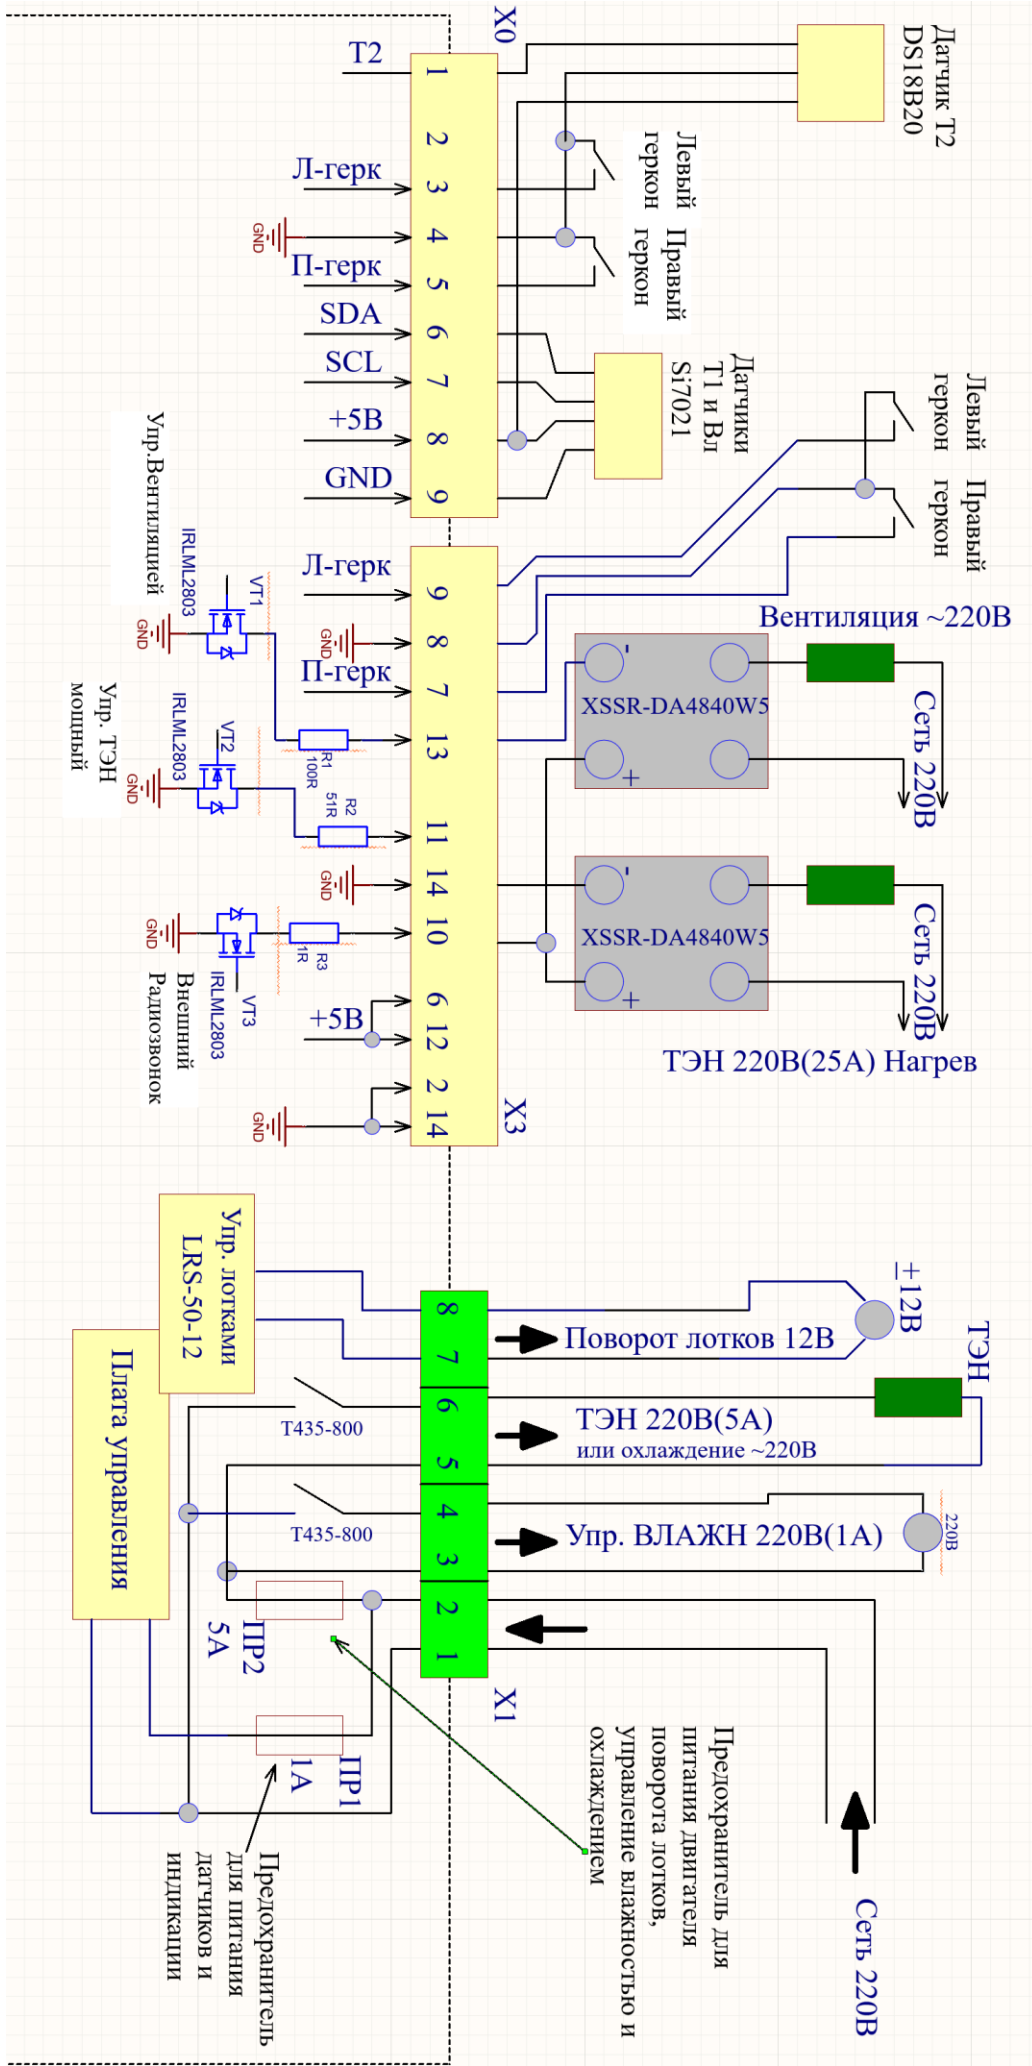 X0
T2
1
2
Л-герк
3
GND
4
П-герк
5
SDA
6
SCL
7
+5В
8
GND
9
Датчик Т2
DS18B20
Левый
геркон
Правый
геркон
Датчики
Т1 и Вл
Si7021
Левый
геркон
Правый
геркон
Л-герк
9
GND
8
П-герк
7
13
11
14
10
6
+5В
12
2
14
GND
X3
Упр.Вентиляцией
IRLML2803
VT1
GND
R1
100R
Упр. ТЭН
мощный
IRLML2803
VT2
GND
R2
51R
GND
GND
R3
1R
VT3
IRLML2803
Внешний
Радиозвонок
Вентиляция ~220В
-
XSSR-DA4840W5
+
Сеть 220В
-
XSSR-DA4840W5
+
Сеть 220В
ТЭН 220В(25А) Нагрев
Упр. лотками
LRS-50-12
Плата управления
8
7
6
5
4
3
2
1
X1
Поворот лотков 12В
+12В
ТЭН
ТЭН 220В(5А)
или охлаждение ~220В
T435-800
T435-800
Упр. ВЛАЖН 220В(1А)
220В
ПР2
5А
ПР1
1А
Предохранитель для
питания двигателя
поворота лотков,
управление влажностью и
охлаждением
Предохранитель
для питания
датчиков и
индикации
Сеть 220В